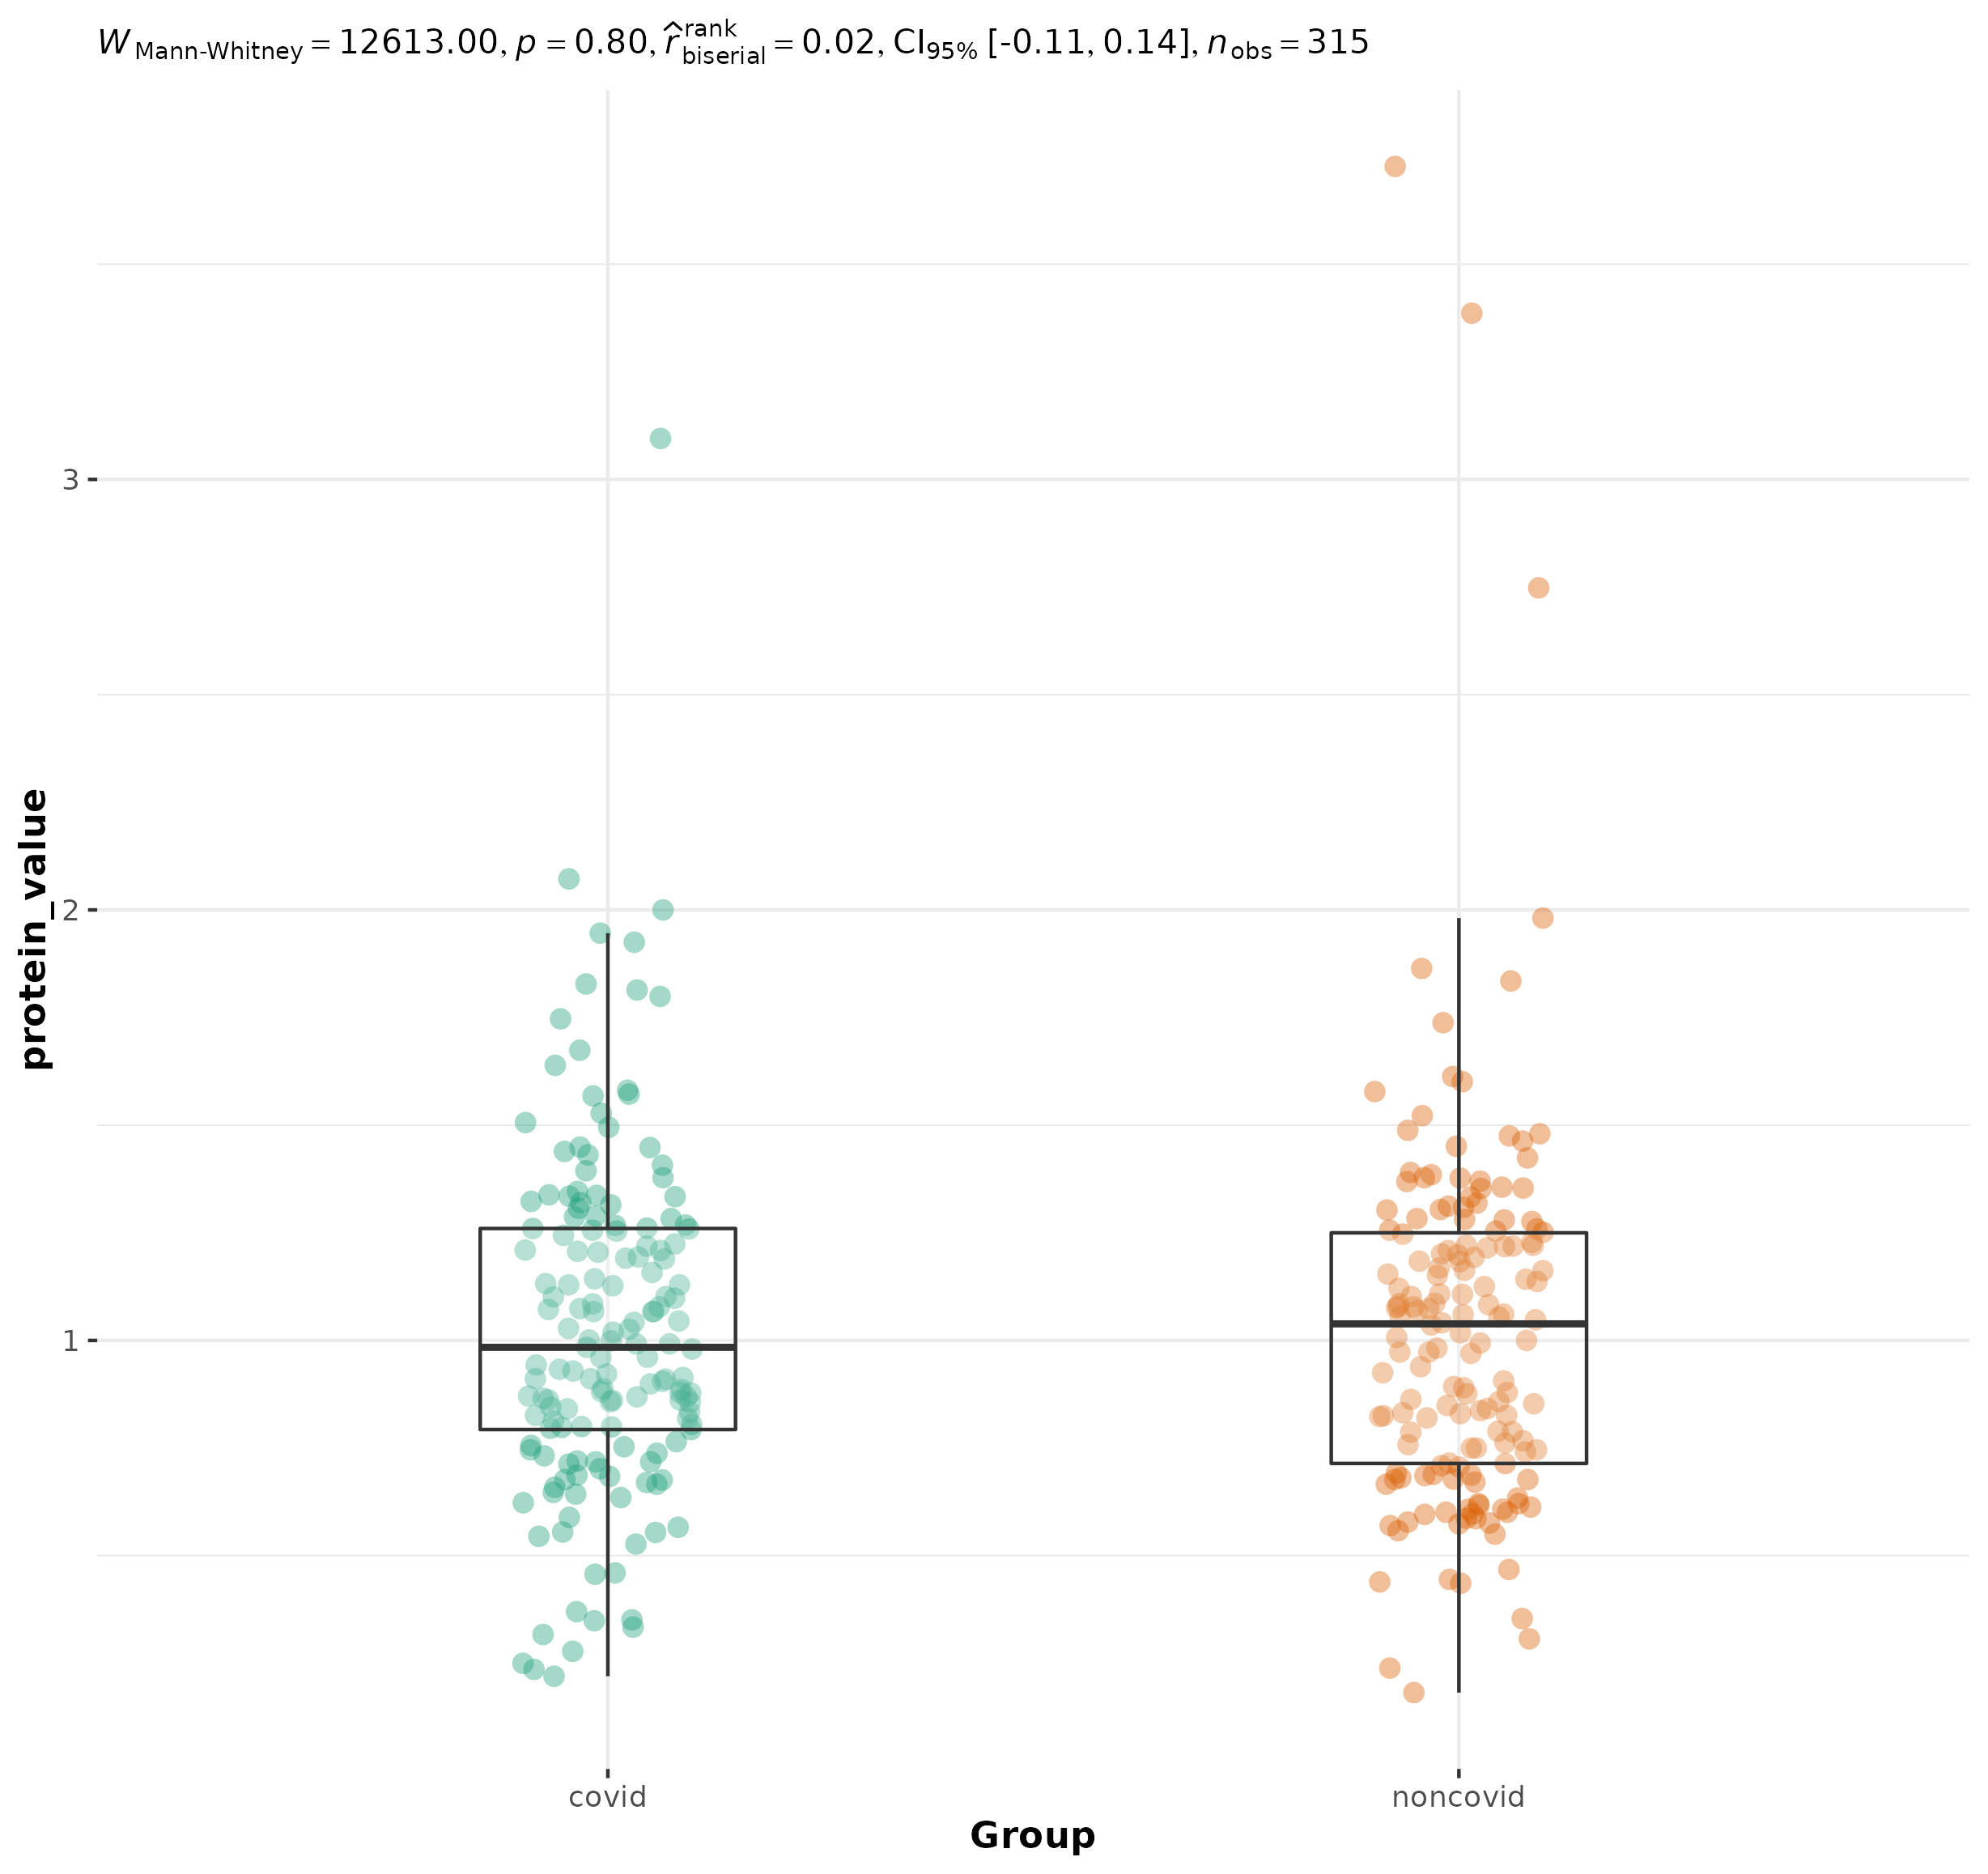 W Mann-Whitney = 12613.00, p = 0.80, r̂ rank biserial = 0.02, CI95% [-0.11, 0.14], n obs = 315
protein_value
3
2
1
covid noncovid
Group